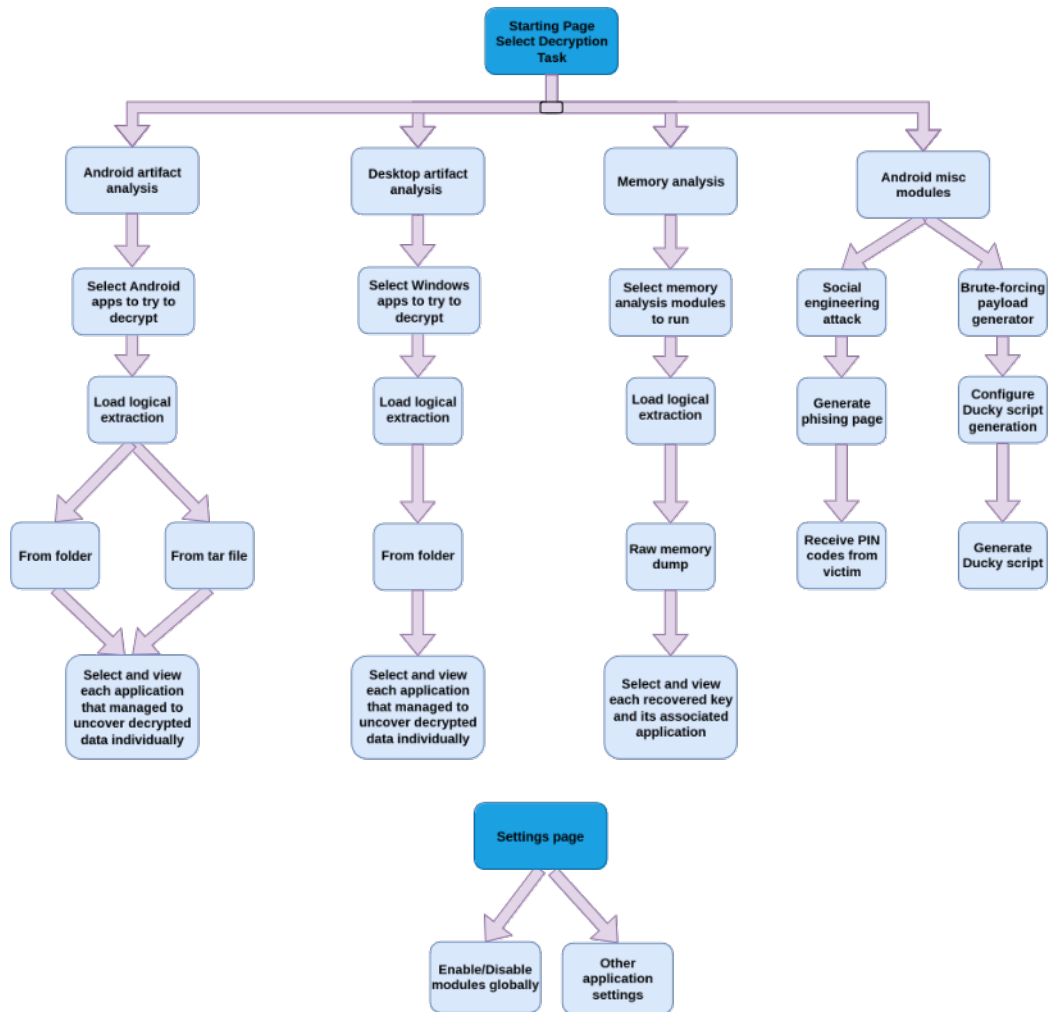 Starting Page
Select Decryption
Task
Android artifact
analysis
Desktop artifact
analysis
Memory analysis
Android misc
modules
Select Android
apps to try to
decrypt
Select Windows
apps to try to
decrypt
Select memory
analysis modules
to run
Social
engineering
attack
Brute-forcing
payload
generator
Load logical
extraction
Load logical
extraction
Load logical
extraction
Generate
phising page
Configure
Ducky script
generation
From folder
From tar file
From folder
Raw memory
dump
Receive PIN
codes from
victim
Generate
Ducky script
Select and view
each application
that managed to
uncover decrypted
data individually
Select and view
each application
that managed to
uncover decrypted
data individually
Select and view
each recovered key
and its associated
application
Settings page
Enable/Disable
modules globally
Other
application
settings